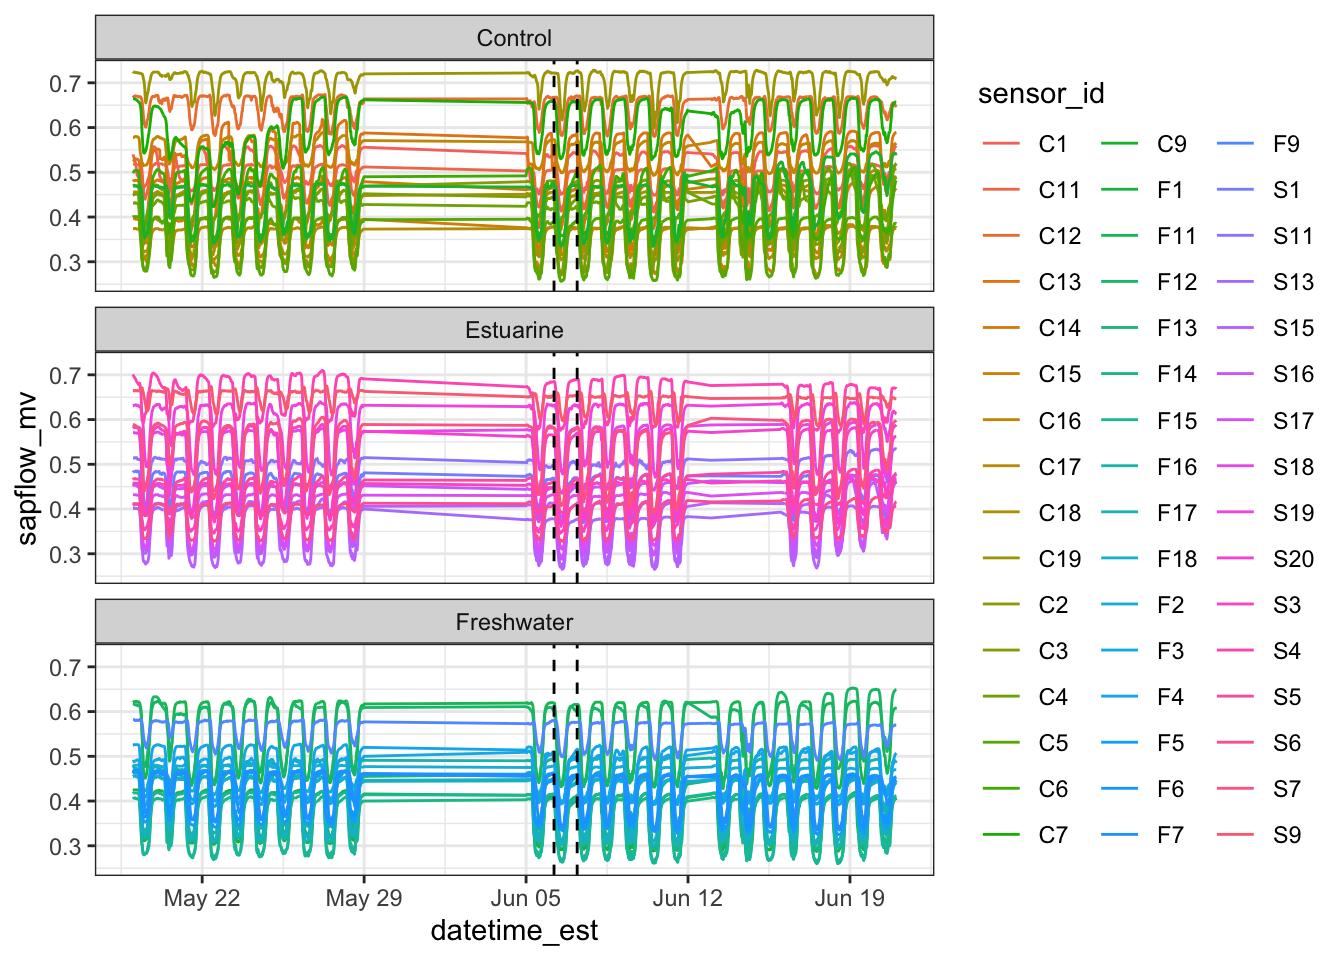 Control
0.7
0.6
0.5
0.4
0.3
Estuarine
0.7
0.6
0.5
0.4
0.3
Freshwater
0.7
0.6
0.5
0.4
0.3
sapflow_mv
May 22 May 29 Jun 05 Jun 12 Jun 19
datetime_est
sensor_id
C1 C9 F9
C11 F1 S1
C12 F11 S11
C13 F12 S13
C14 F13 S15
C15 F14 S16
C16 F15 S17
C17 F16 S18
C18 F17 S19
C19 F18 S20
C2 F2 S3
C3 F3 S4
C4 F4 S5
C5 F5 S6
C6 F6 S7
C7 F7 S9